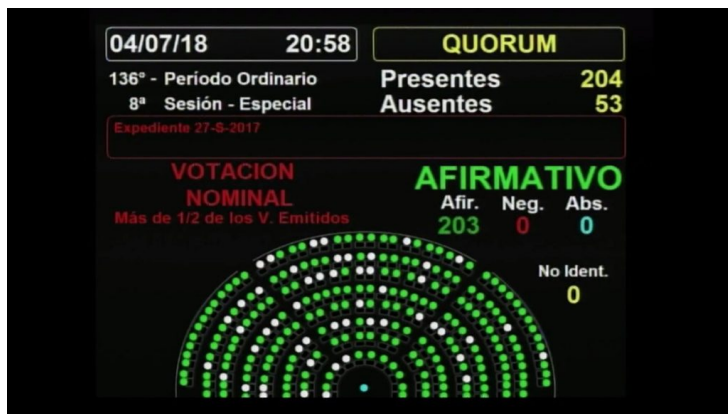 04/07/18 20:58
QUORUM
136° - Período Ordinario
8ª Sesión - Especial
Presentes 204
Ausentes 53
Expediente 27-S-2017
VOTACION
NOMINAL
Más de 1/2 de los V. Emitidos
AFIRMATIVO
Afir. Neg. Abs.
203 0 0
No Ident.
0